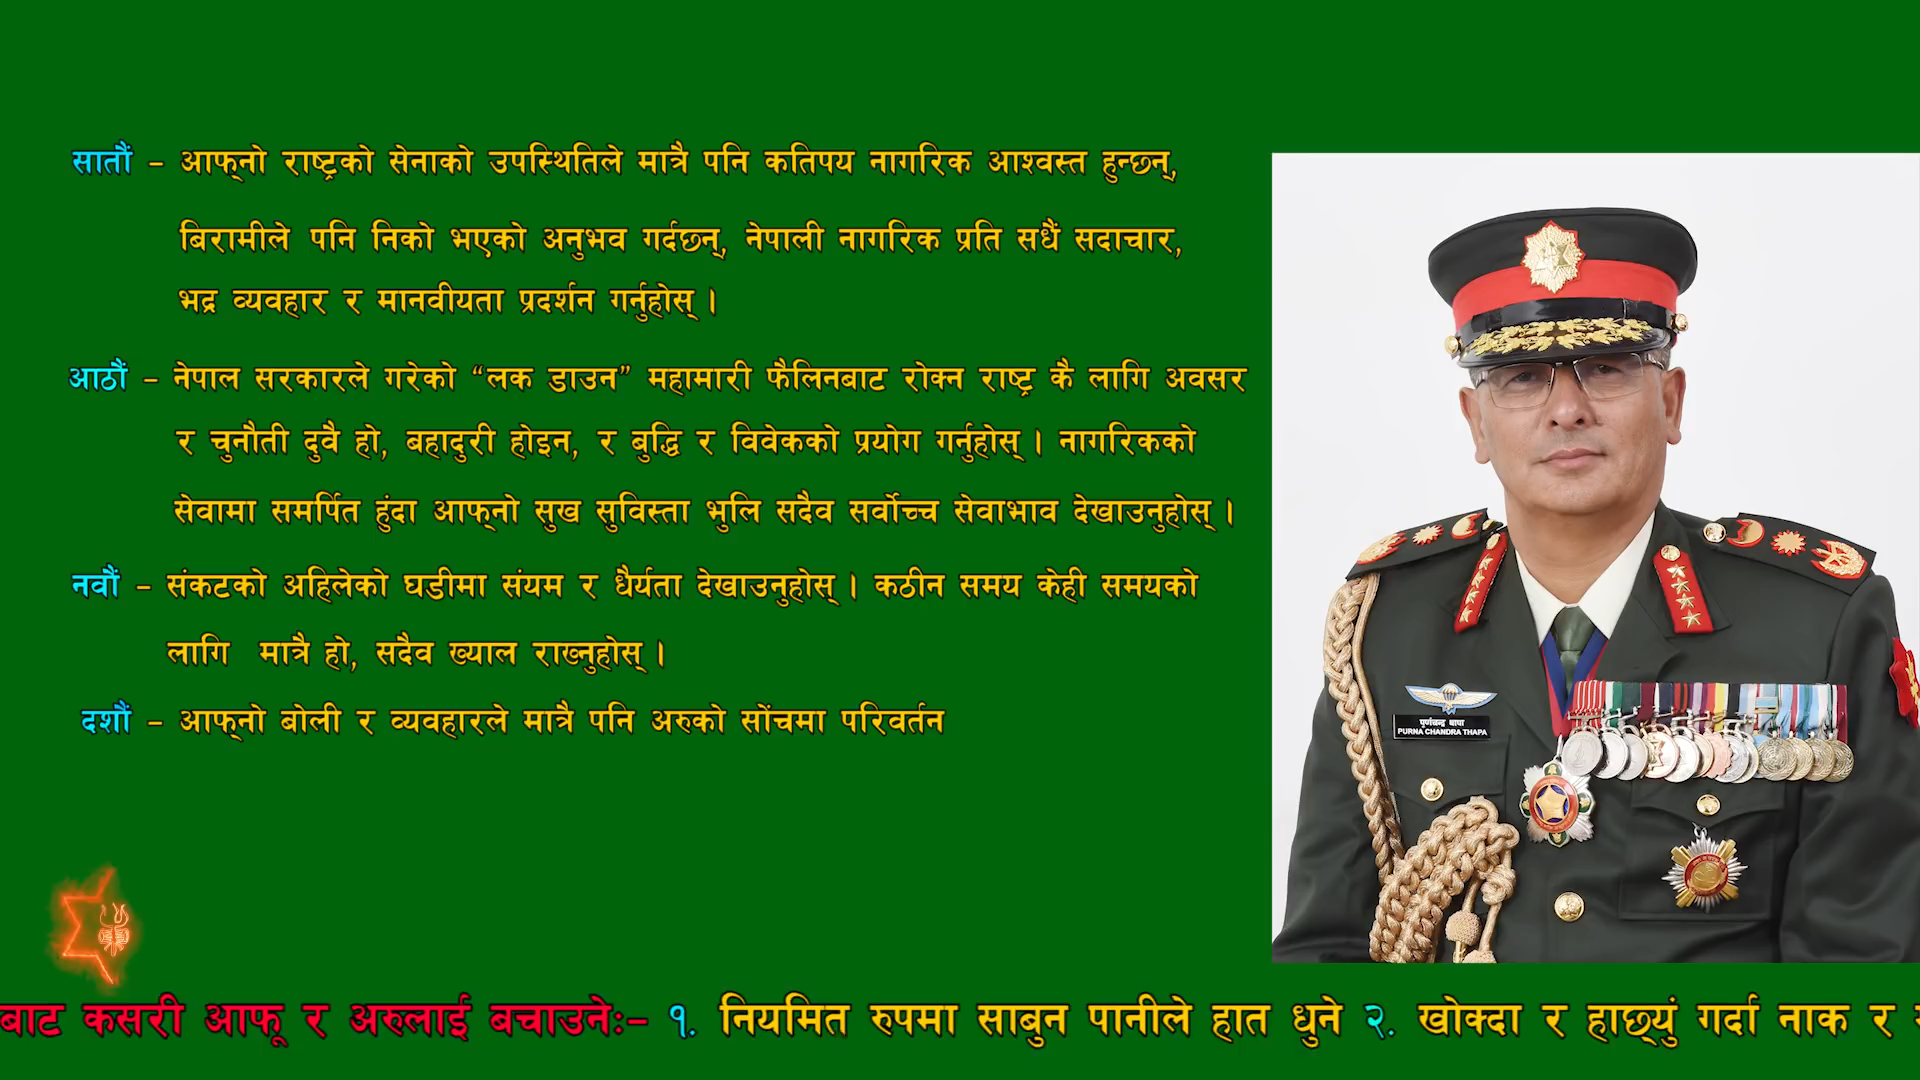 सातौं – आफ्नो राष्ट्रको सेनाको उपस्थितिले मात्रै पनि कतिपय नागरिक आश्वस्त हुन्छन्,
बिरामीले पनि निको भएको अनुभव गर्दछन्, नेपाली नागरिक प्रति सधैं सदाचार,
भद्र व्यवहार र मानवीयता प्रदर्शन गर्नुहोस् ।
आठौं – नेपाल सरकारले गरेको “लक डाउन” महामारी फैलिनबाट रोक्न राष्ट्र कै लागि अवसर
र चुनौती दुवै हो, बहादुरी होइन, र बुद्धि र विवेकको प्रयोग गर्नुहोस् । नागरिकको
सेवामा समर्पित हुंदा आफ्नो सुख सुविस्ता भुलि सदैव सर्वोच्च सेवाभाव देखाउनुहोस् ।
नवौं – संकटको अहिलेको घडीमा संयम र धैर्यता देखाउनुहोस् । कठीन समय केही समयको
लागि मात्रै हो, सदैव ख्याल राख्नुहोस् ।
दशौं – आफ्नो बोली र व्यवहारले मात्रै पनि अरुको सोंचमा परिवर्तन
पूर्णचन्द्र थापा
PURNA CHANDRA THAPA
बाट कसरी आफू र अरुलाई बचाउनेः– १. नियमित रुपमा साबुन पानीले हात धुने २. खोक्दा र हाछ्युं गर्दा नाक र